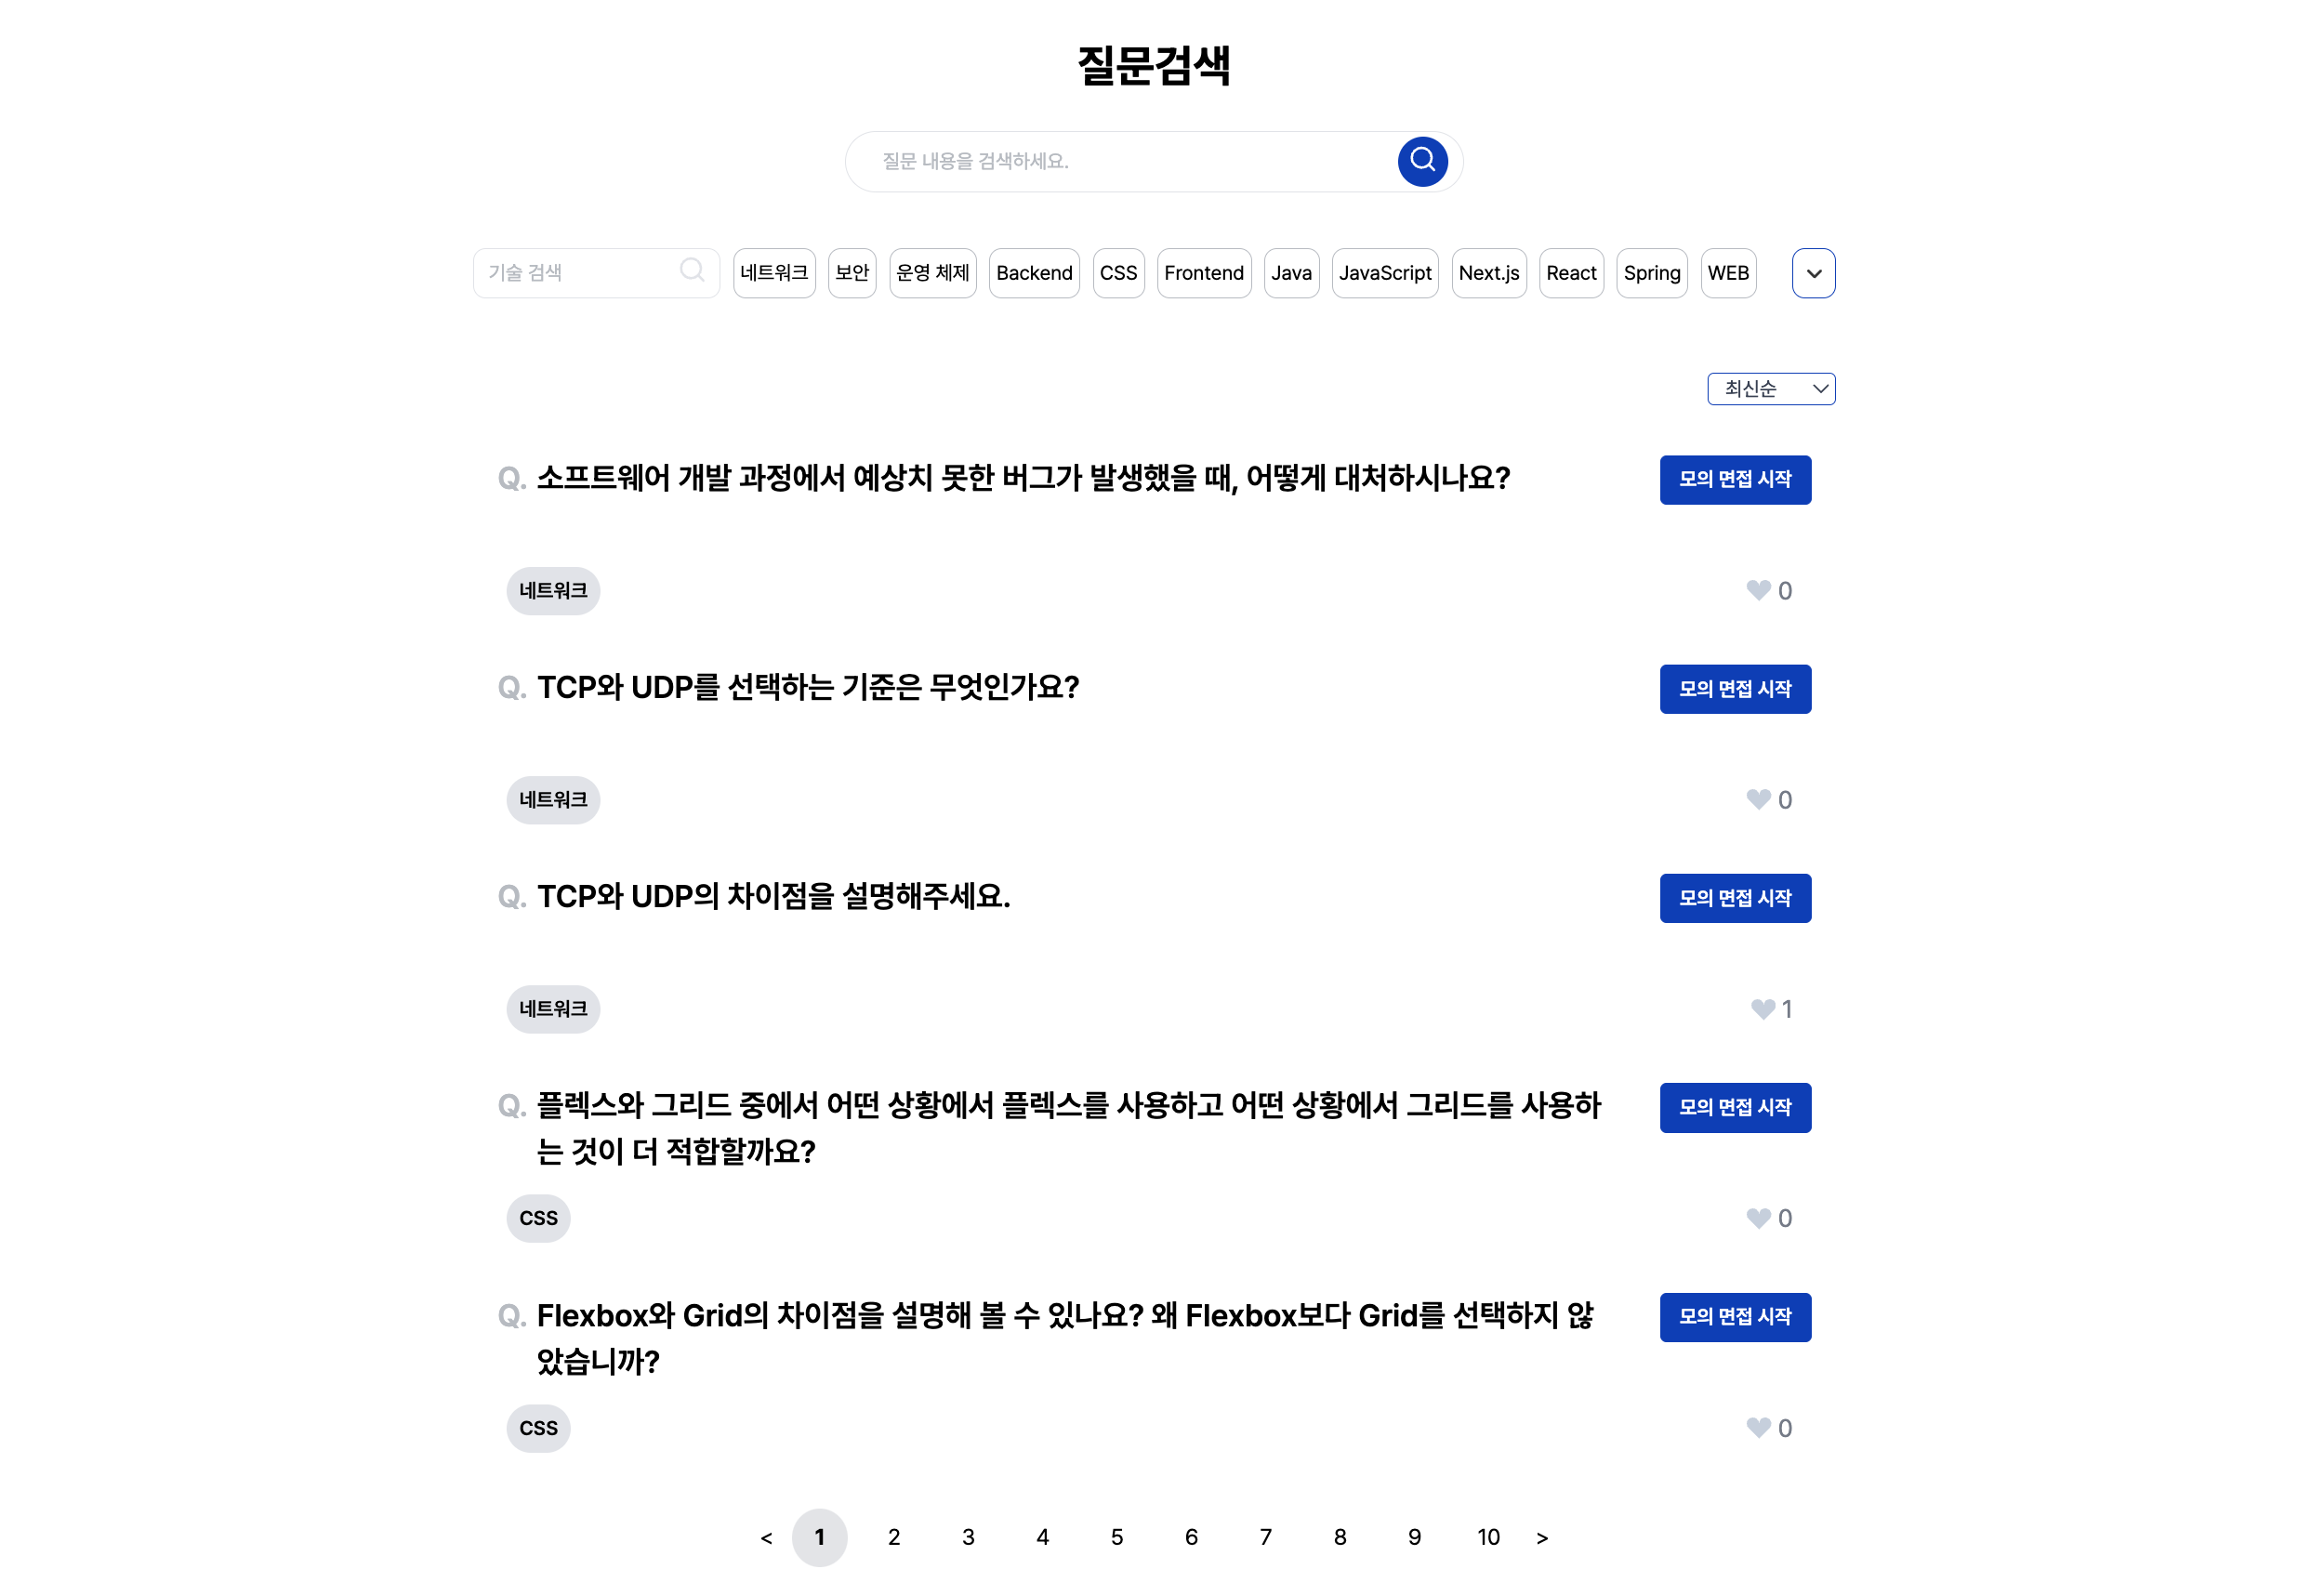 질문검색
질문 내용을 검색하세요.
기술 검색 네트워크 보안 운영 체제 Backend CSS Frontend Java JavaScript Next.js React Spring WEB
최신순
Q. 소프트웨어 개발 과정에서 예상치 못한 버그가 발생했을 때, 어떻게 대처하시나요? 모의 면접 시작
네트워크 0
Q. TCP와 UDP를 선택하는 기준은 무엇인가요? 모의 면접 시작
네트워크 0
Q. TCP와 UDP의 차이점을 설명해주세요. 모의 면접 시작
네트워크 1
Q. 플렉스와 그리드 중에서 어떤 상황에서 플렉스를 사용하고 어떤 상황에서 그리드를 사용하 모의 면접 시작
는 것이 더 적합할까요?
CSS 0
Q. Flexbox와 Grid의 차이점을 설명해 볼 수 있나요? 왜 Flexbox보다 Grid를 선택하지 않 모의 면접 시작
았습니까?
CSS 0
< 1 2 3 4 5 6 7 8 9 10 >